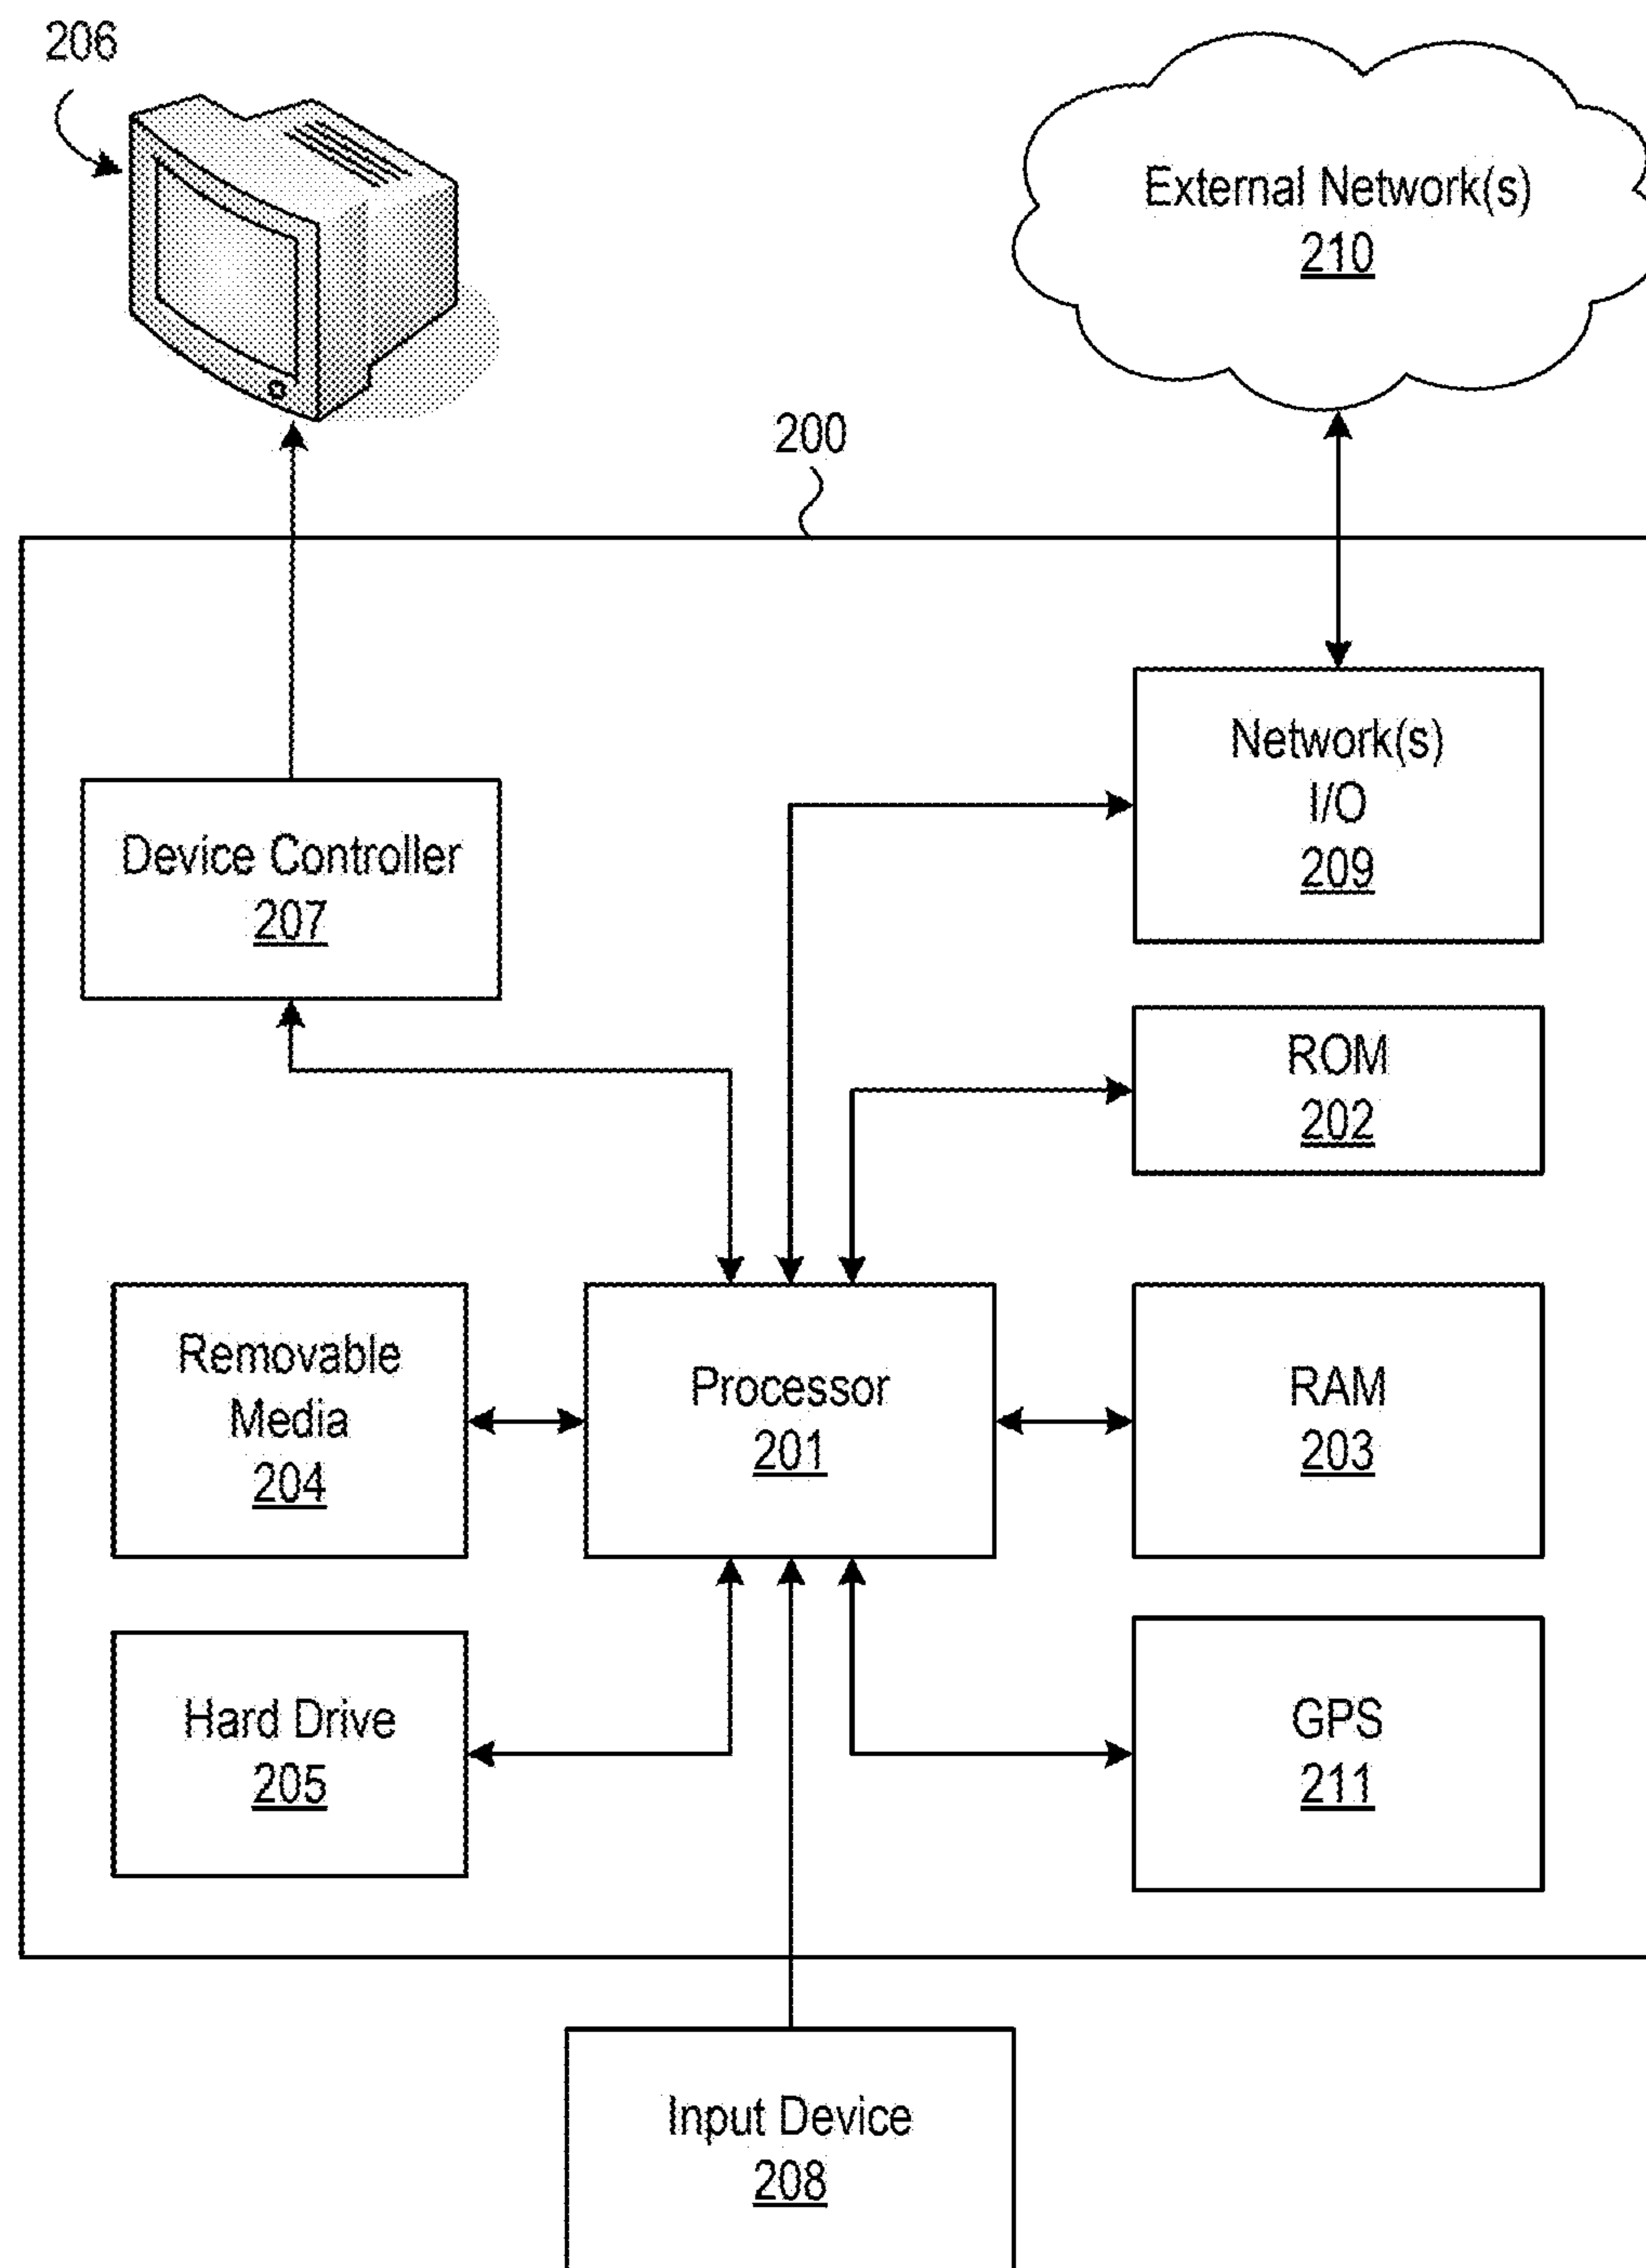 206
External Network(s)
210
200
Network(s)
I/O
209
Device Controller
207
ROM
202
Removable
Media
204
Processor
201
RAM
203
Hard Drive
205
GPS
211
Input Device
208